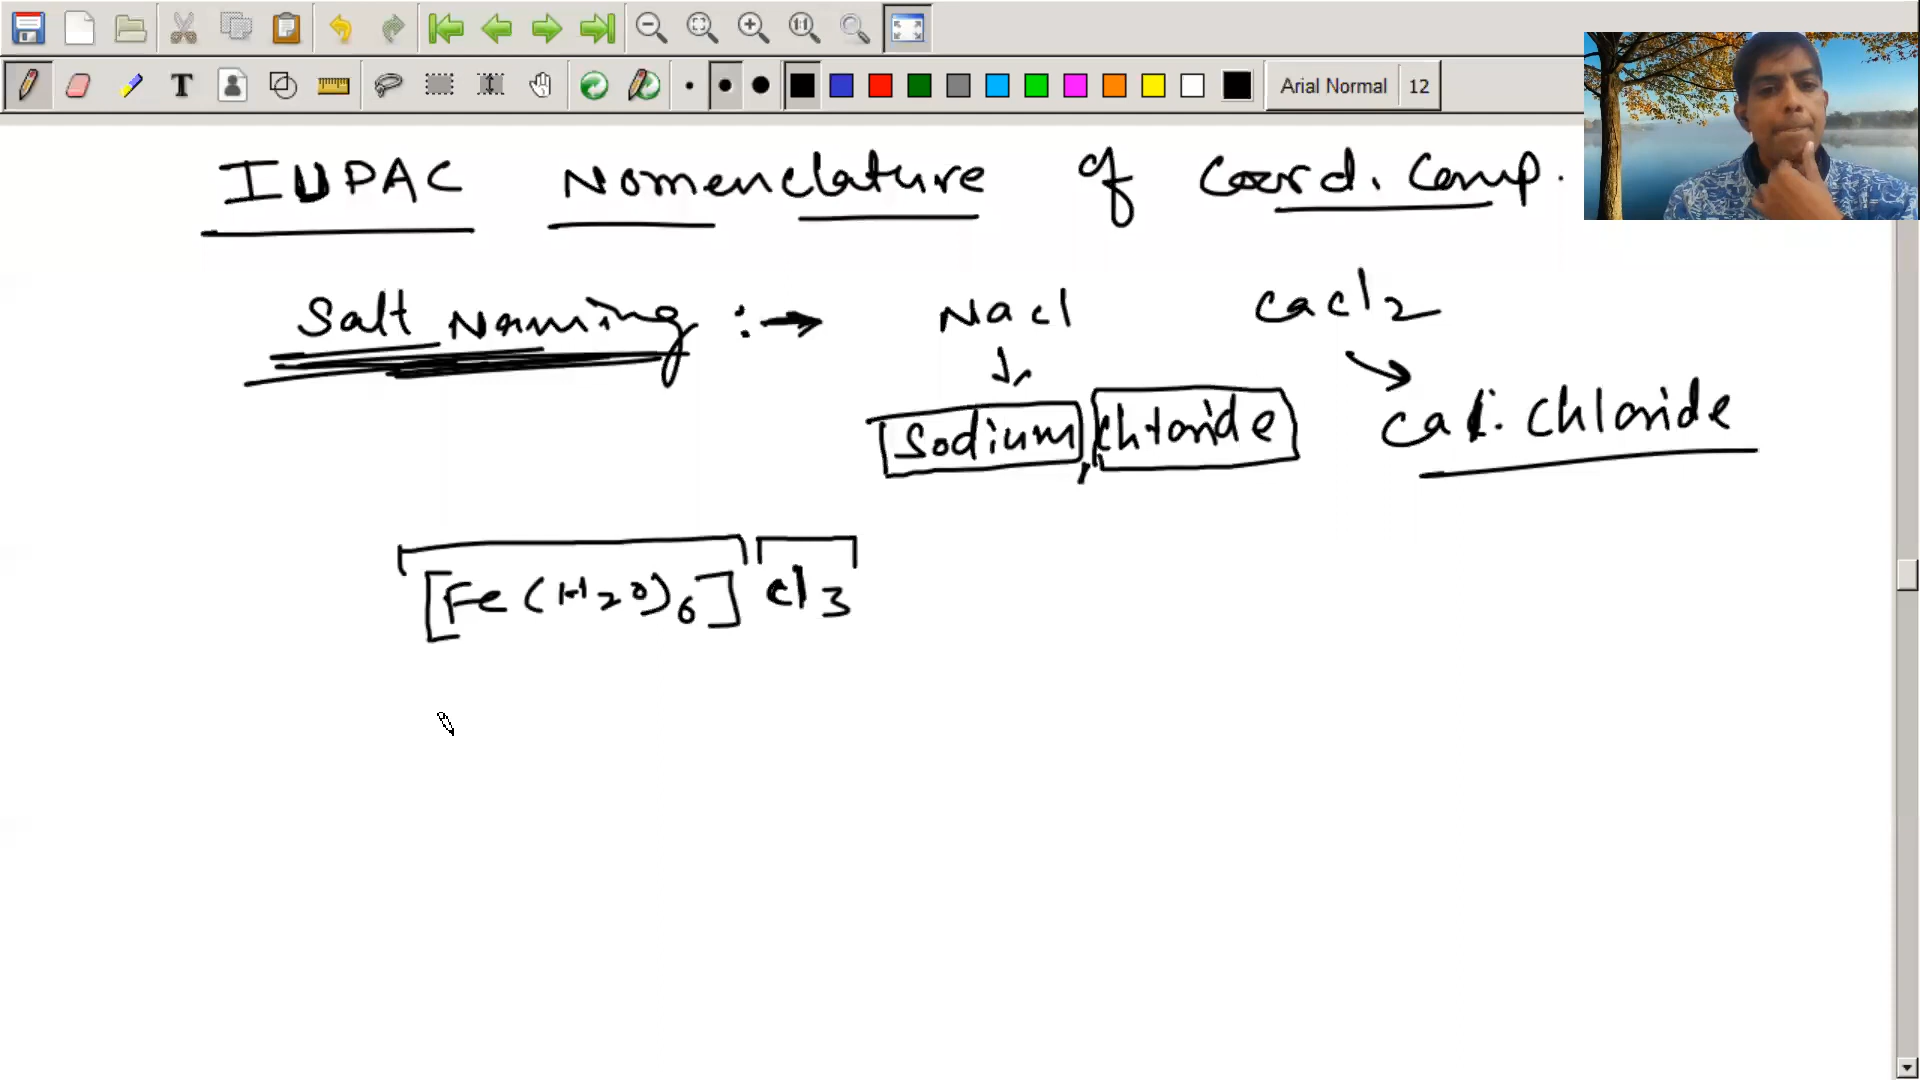 Arial Normal 12
IUPAC Nomenclature of Coord. Comp.
Salt Naming :→ NaCl CaCl2
Sodium, Chloride Cal. Chloride
[Fe(H2O)6] Cl3